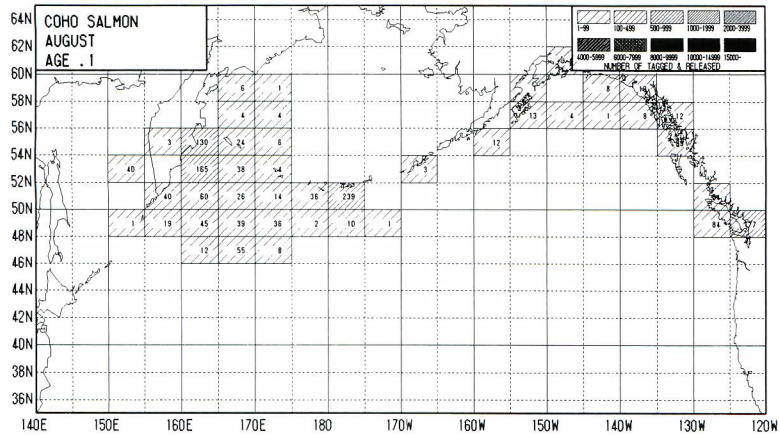 COHO SALMON
AUGUST
AGE .1
1-99 100-499 500-999 1000-1999 2000-3999
4000-5999 6000-7999 8000-9999 10000-14999 15000-
NUMBER OF TAGGED & RELEASED
64N
62N
60N
6 1 8
58N
4 4 13 4 1 8 12
56N
3 130 24 6 12
54N
40 165 38 3
52N
40 60 26 14 36 239
50N
1 19 45 39 36 2 10 1 84 7
48N
12 55 8
46N
44N
42N
40N
38N
36N
140E 150E 160E 170E 180 170W 160W 150W 140W 130W 120W